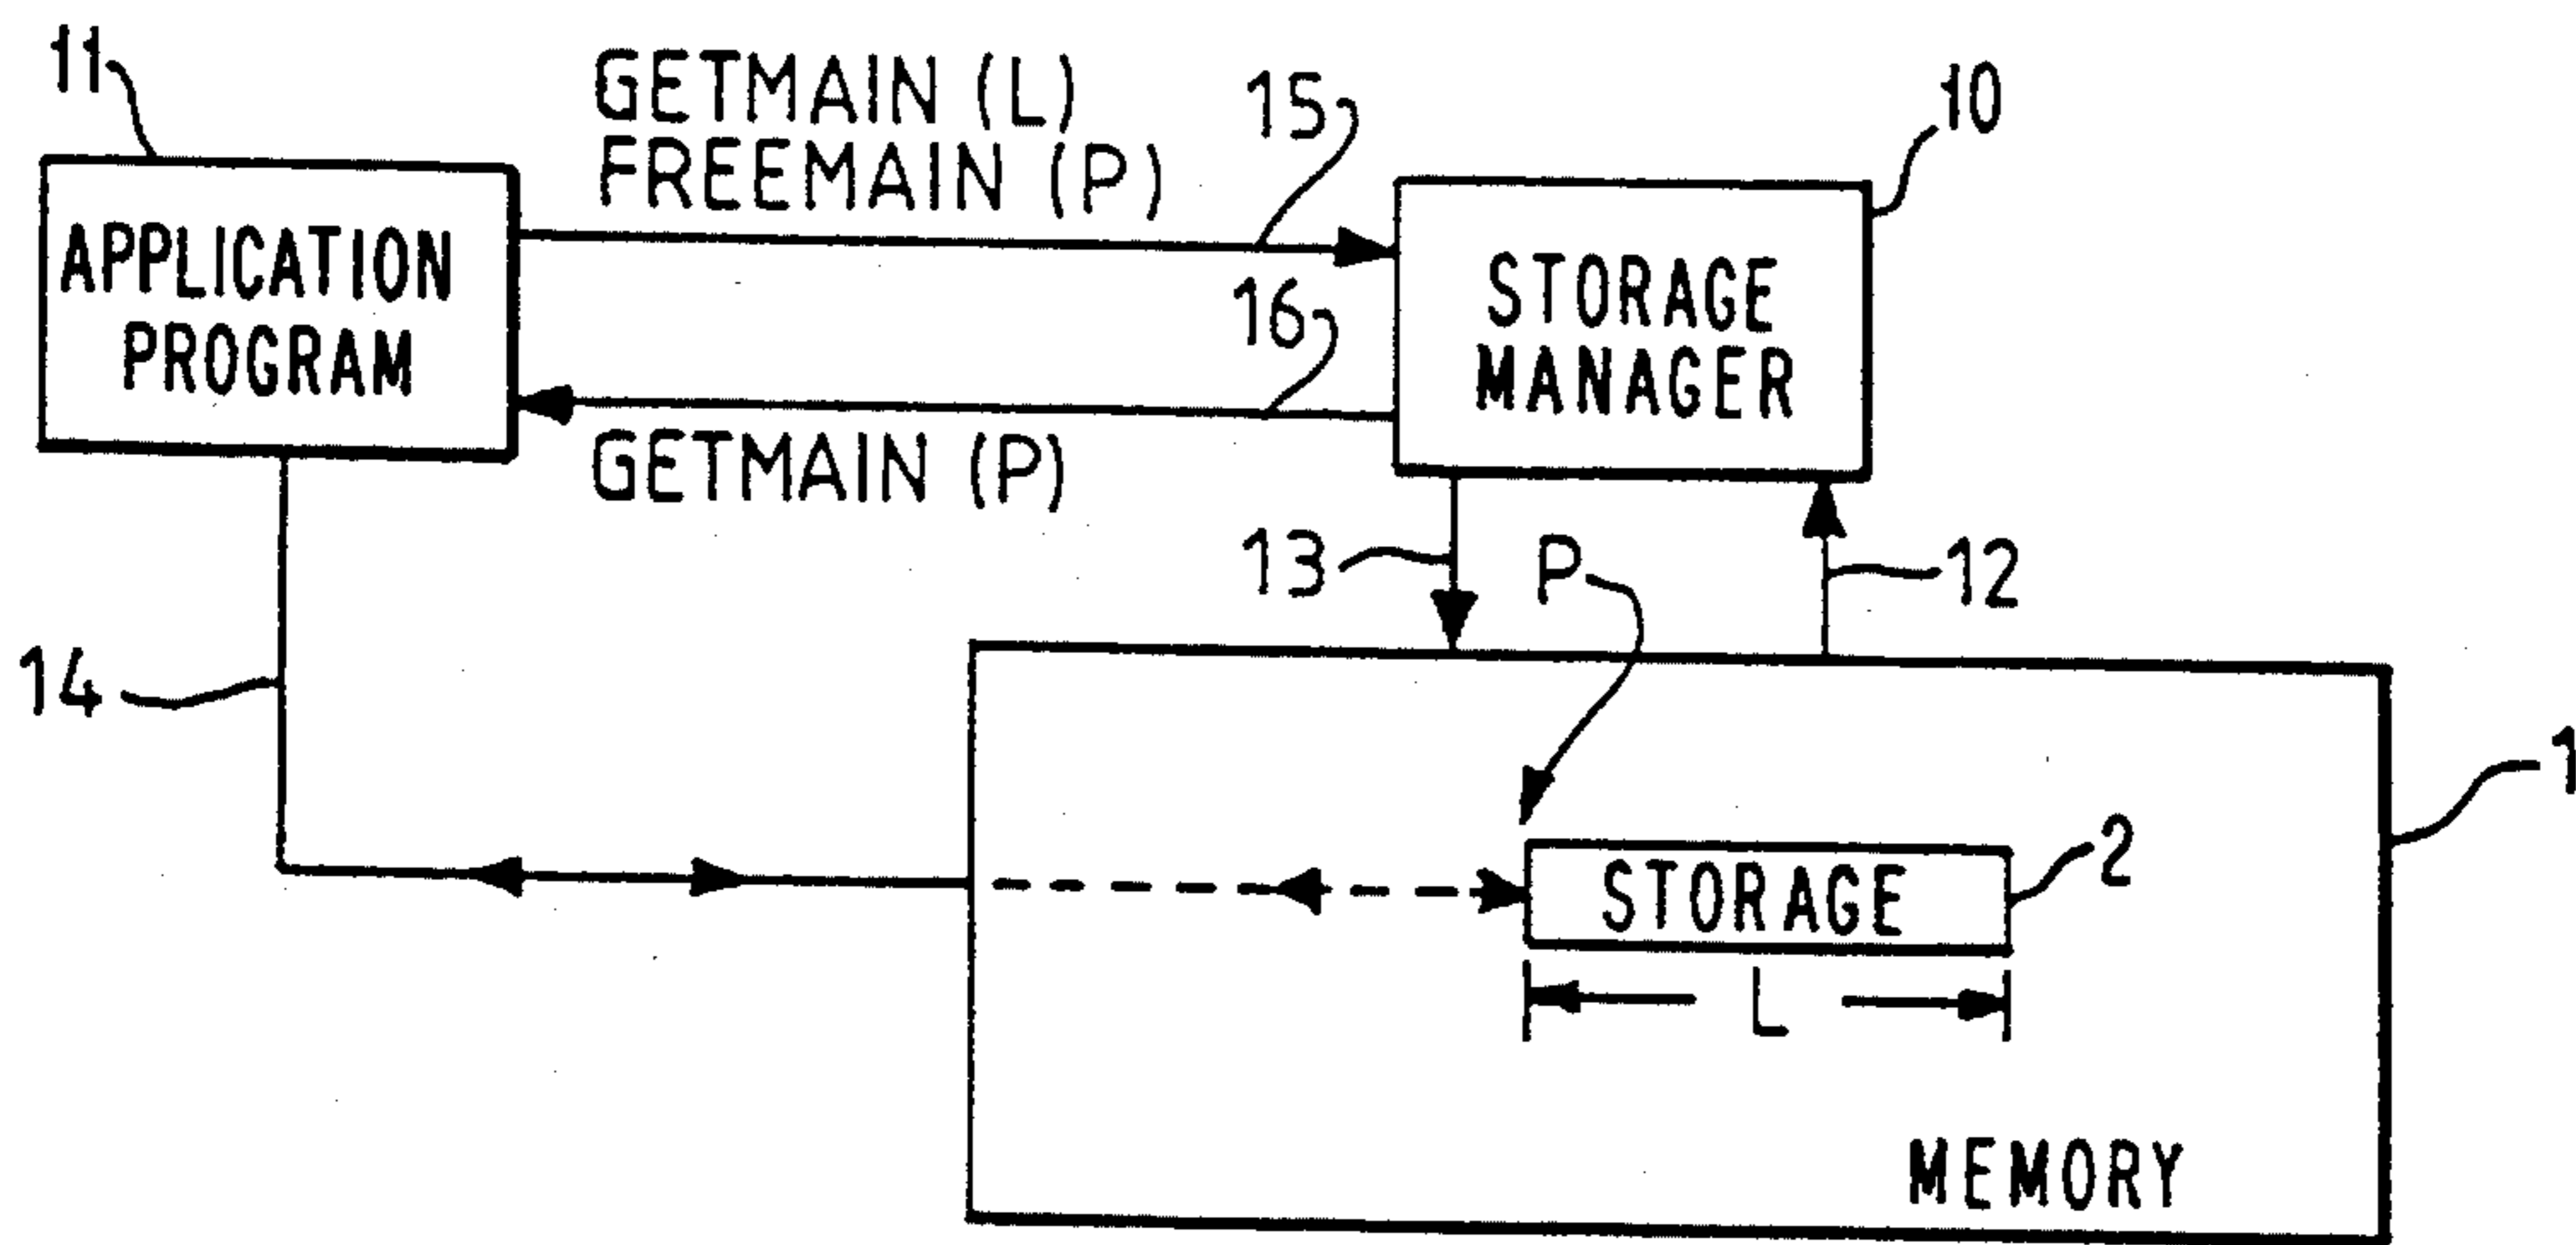 11
GETMAIN (L)
FREEMAIN (P)
15
10
APPLICATION
PROGRAM
STORAGE
MANAGER
16
GETMAIN (P)
13
P
12
14
1
2
STORAGE
L
MEMORY